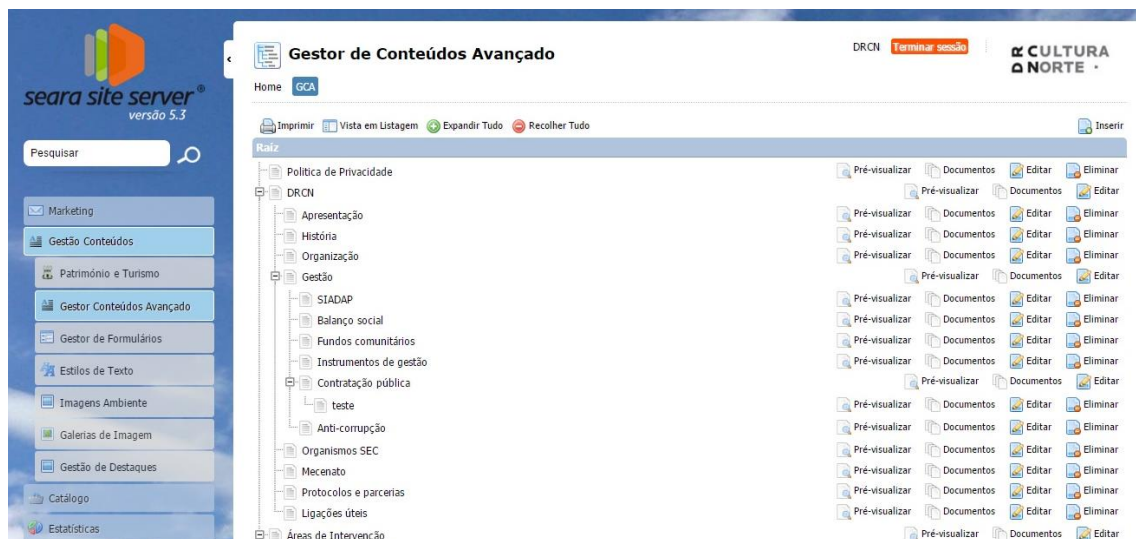 seara site server®
versão 5.3
Pesquisar
Marketing
Gestão Conteúdos
Património e Turismo
Gestor Conteúdos Avançado
Gestor de Formulários
Estilos de Texto
Imagens Ambiente
Galerias de Imagem
Gestão de Destaques
Catálogo
Estatísticas
Gestor de Conteúdos Avançado
DRCN Terminar sessão
DR CULTURA
NORTE
Home GCA
Imprimir Vista em Listagem Expandir Tudo Recolher Tudo Inserir
Raíz
Politica de Privacidade Pré-visualizar Documentos Editar Eliminar
DRCN Pré-visualizar Documentos Editar
Apresentação Pré-visualizar Documentos Editar Eliminar
História Pré-visualizar Documentos Editar Eliminar
Organização Pré-visualizar Documentos Editar Eliminar
Gestão Pré-visualizar Documentos Editar
SIADAP Pré-visualizar Documentos Editar Eliminar
Balanço social Pré-visualizar Documentos Editar Eliminar
Fundos comunitários Pré-visualizar Documentos Editar Eliminar
Instrumentos de gestão Pré-visualizar Documentos Editar Eliminar
Contratação pública Pré-visualizar Documentos Editar
teste Pré-visualizar Documentos Editar Eliminar
Anti-corrupção Pré-visualizar Documentos Editar Eliminar
Organismos SEC Pré-visualizar Documentos Editar Eliminar
Mecenato Pré-visualizar Documentos Editar Eliminar
Protocolos e parcerias Pré-visualizar Documentos Editar Eliminar
Ligações úteis Pré-visualizar Documentos Editar Eliminar
Áreas de Intervenção Pré-visualizar Documentos Editar